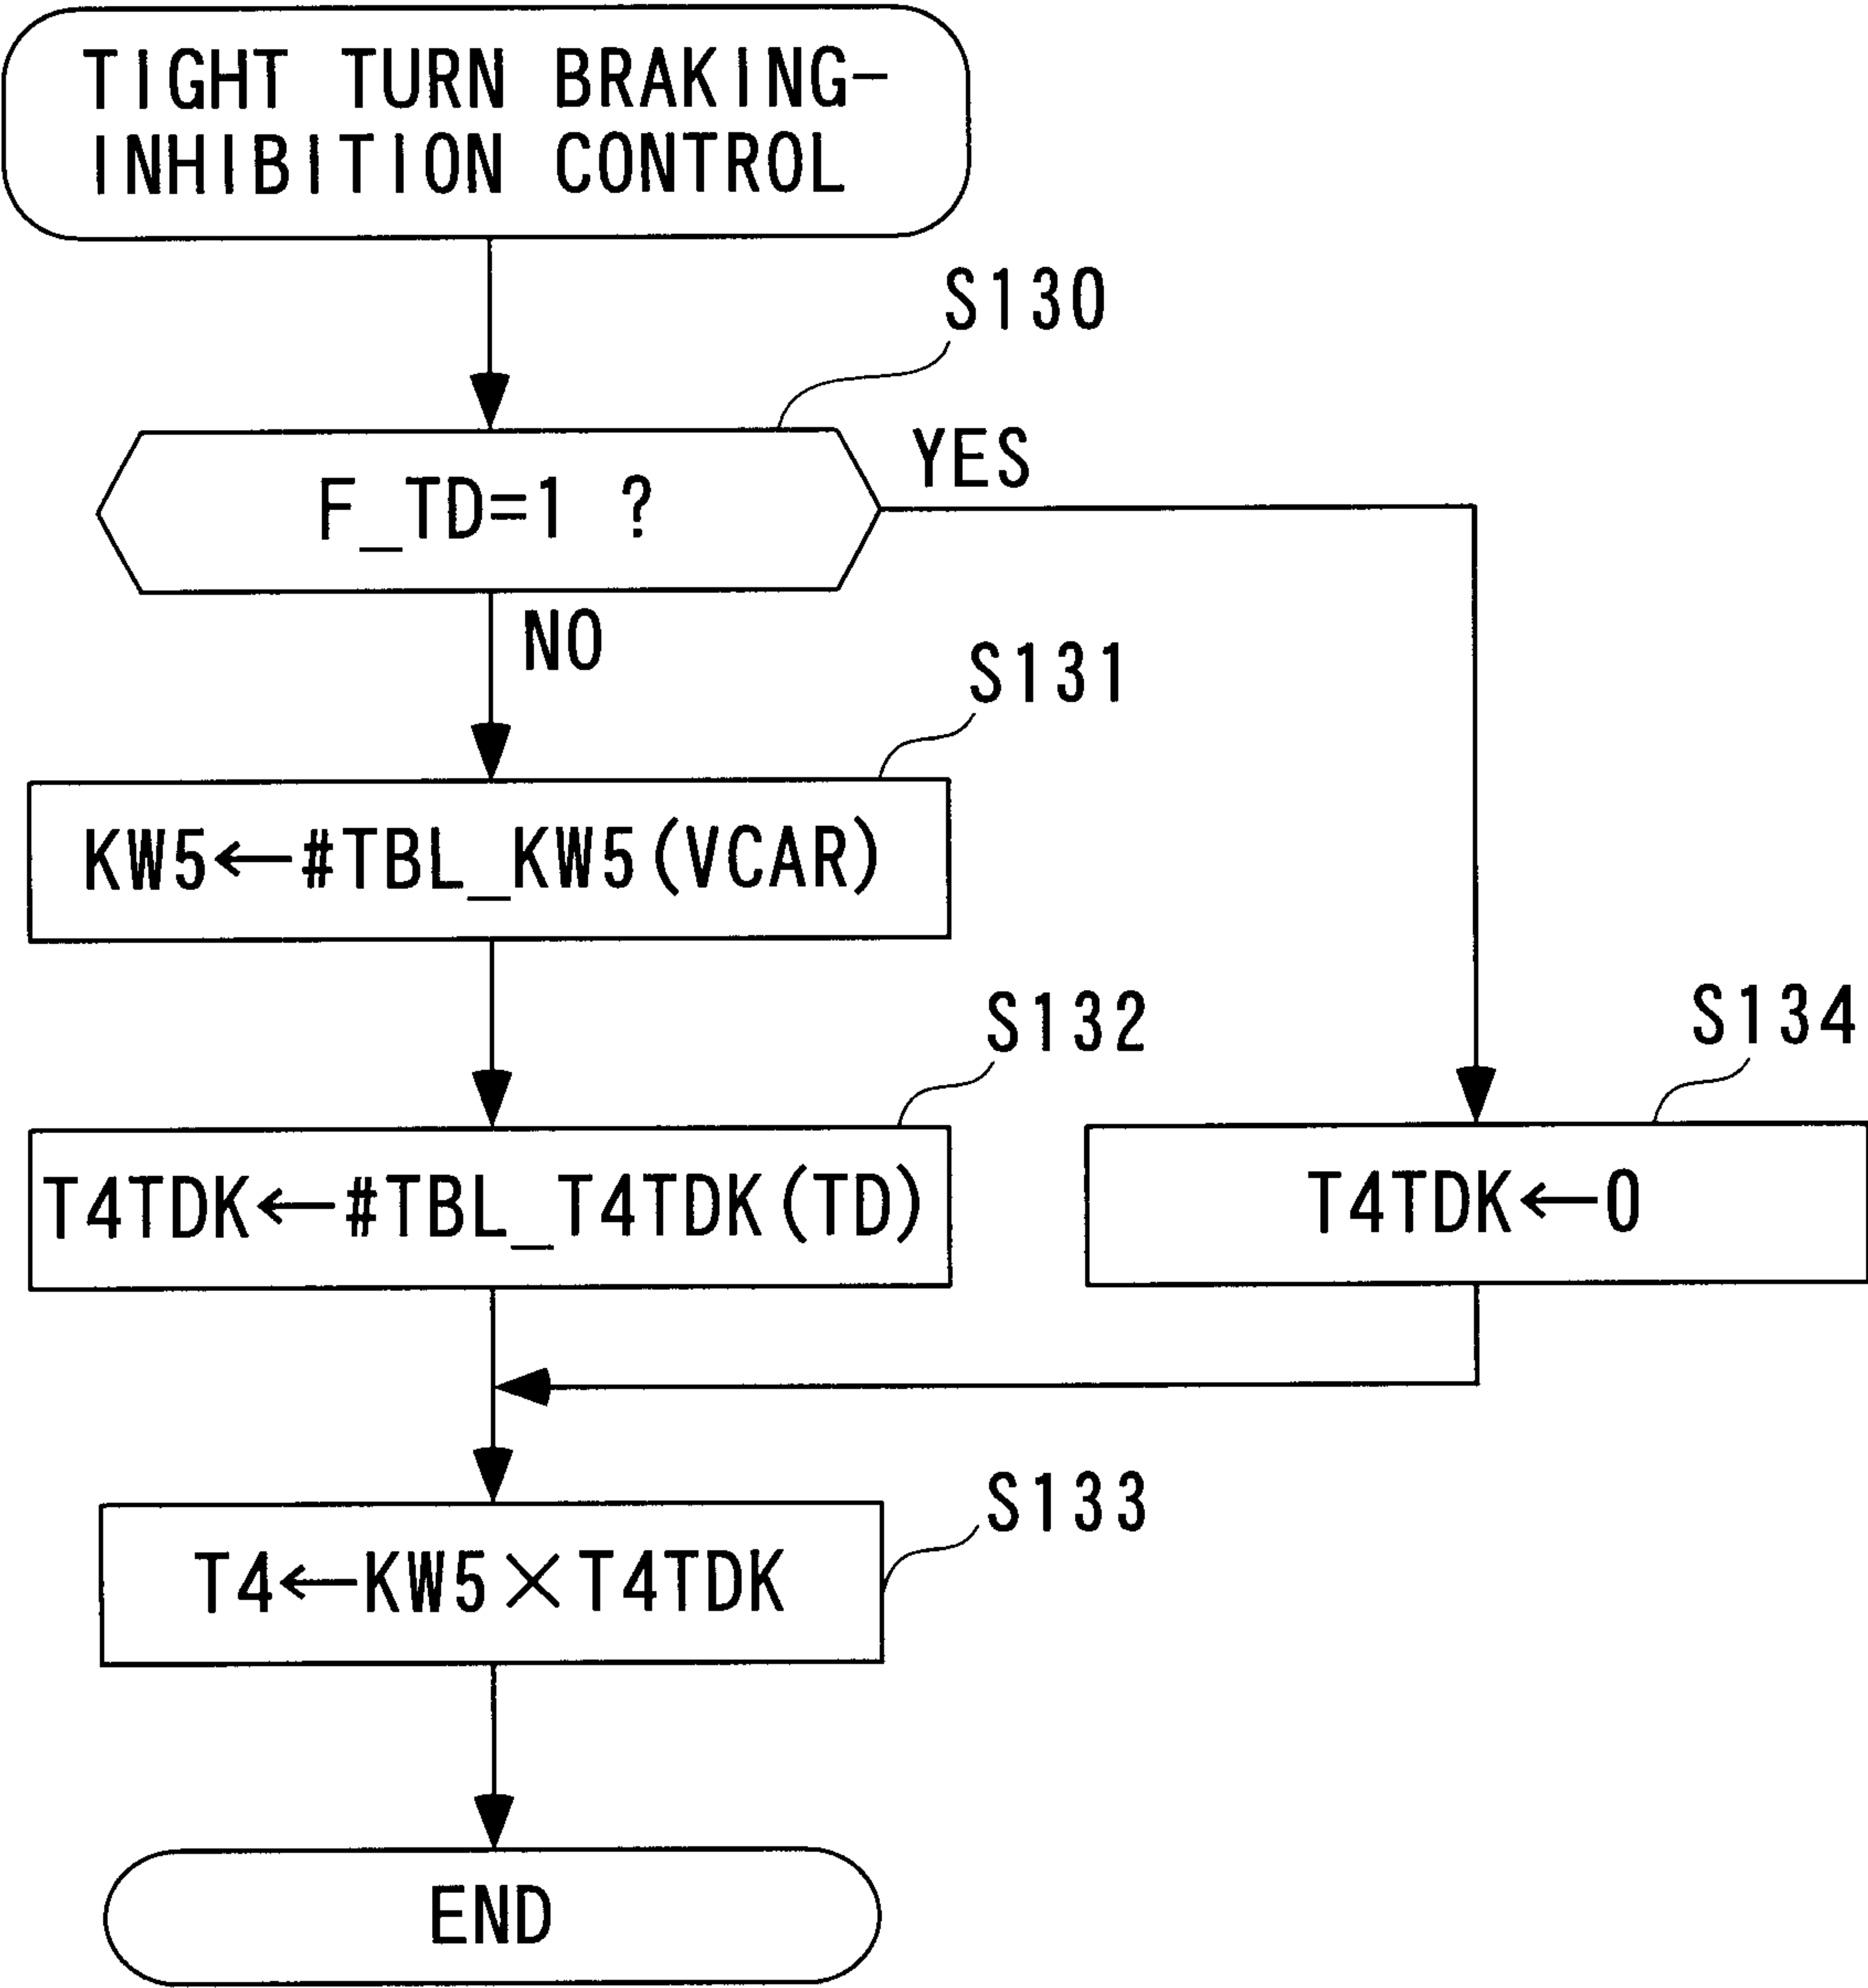 TIGHT TURN BRAKING-
INHIBITION CONTROL
S130
F_TD=1 ?
YES
NO
S131
KW5←#TBL_KW5(VCAR)
S132
T4TDK←#TBL_T4TDK(TD)
S134
T4TDK←0
S133
T4←KW5×T4TDK
END